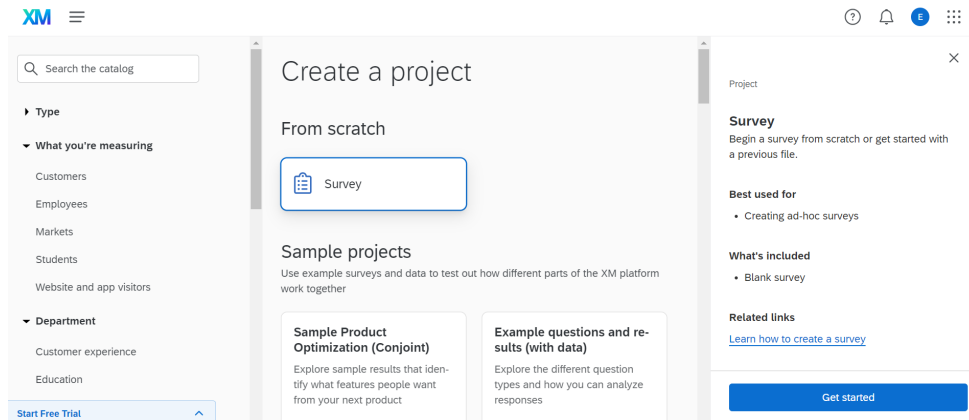 XM
?
E
Search the catalog
Type
What you're measuring
Customers
Employees
Markets
Students
Website and app visitors
Department
Customer experience
Education
Start Free Trial
Create a project
From scratch
Survey
Sample projects
Use example surveys and data to test out how different parts of the XM platform
work together
Sample Product
Optimization (Conjoint)
Explore sample results that iden-
tify what features people want
from your next product
Example questions and re-
sults (with data)
Explore the different question
types and how you can analyze
responses
Project
Survey
Begin a survey from scratch or get started with
a previous file.
Best used for
• Creating ad-hoc surveys
What's included
• Blank survey
Related links
Learn how to create a survey
Get started